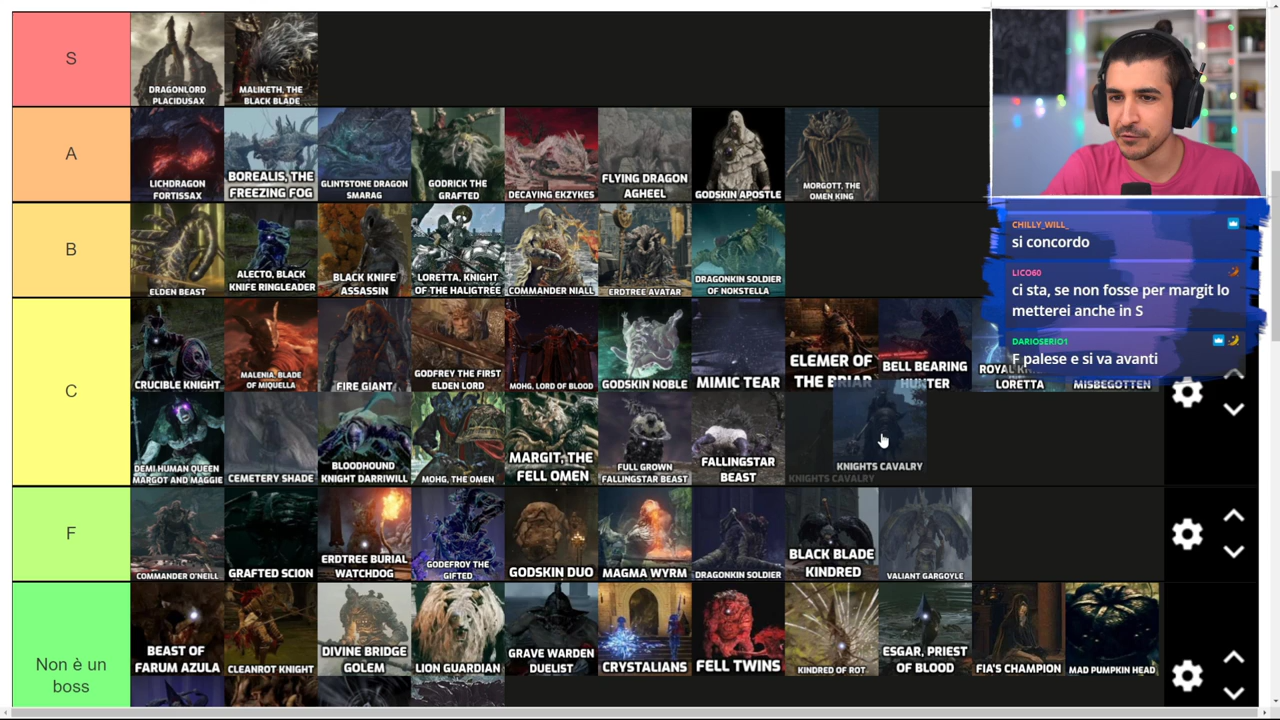 S
DRAGONLORD
PLACIDUSAX
MALIKETH, THE
BLACK BLADE
A
LICHDRAGON
FORTISSAX
BOREALIS, THE
FREEZING FOG
GLINTSTONE DRAGON
SMARAG
GODRICK THE
GRAFTED
DECAYING EKZYKES
FLYING DRAGON
AGHEEL
GODSKIN APOSTLE
MORGOTT, THE
OMEN KING
B
ELDEN BEAST
ALECTO, BLACK
KNIFE RINGLEADER
BLACK KNIFE
ASSASSIN
LORETTA, KNIGHT
OF THE HALIGTREE
COMMANDER NIALL
ERDTREE AVATAR
DRAGONKIN SOLDIER
OF NOKSTELLA
CHILLY_WILL_
si concordo
LICO60
ci sta, se non fosse per margit lo
metterei anche in S
DARIOSERIO1
F palese e si va avanti
C
CRUCIBLE KNIGHT
MALENIA, BLADE
OF MIQUELLA
FIRE GIANT
GODFREY THE FIRST
ELDEN LORD
MOHG, LORD OF BLOOD
GODSKIN NOBLE
MIMIC TEAR
ELEMER OF
THE BRIAR
BELL BEARING
HUNTER
ROYAL
LORETTA
MISBEGOTTEN
DEMI HUMAN QUEEN
MARGOT AND MAGGIE
CEMETERY SHADE
BLOODHOUND
KNIGHT DARRIWILL
MOHG, THE OMEN
MARGIT, THE
FELL OMEN
FULL GROWN
FALLINGSTAR BEAST
FALLINGSTAR
BEAST
KNIGHTS CAVALRY
KNIGHTS CAVALRY
F
COMMANDER O'NEILL
GRAFTED SCION
ERDTREE BURIAL
WATCHDOG
GODEFROY THE
GIFTED
GODSKIN DUO
MAGMA WYRM
DRAGONKIN SOLDIER
BLACK BLADE
KINDRED
VALIANT GARGOYLE
Non è un
boss
BEAST OF
FARUM AZULA
CLEANROT KNIGHT
DIVINE BRIDGE
GOLEM
LION GUARDIAN
GRAVE WARDEN
DUELIST
CRYSTALIANS
FELL TWINS
KINDRED OF ROT
ESGAR, PRIEST
OF BLOOD
FIA'S CHAMPION
MAD PUMPKIN HEAD